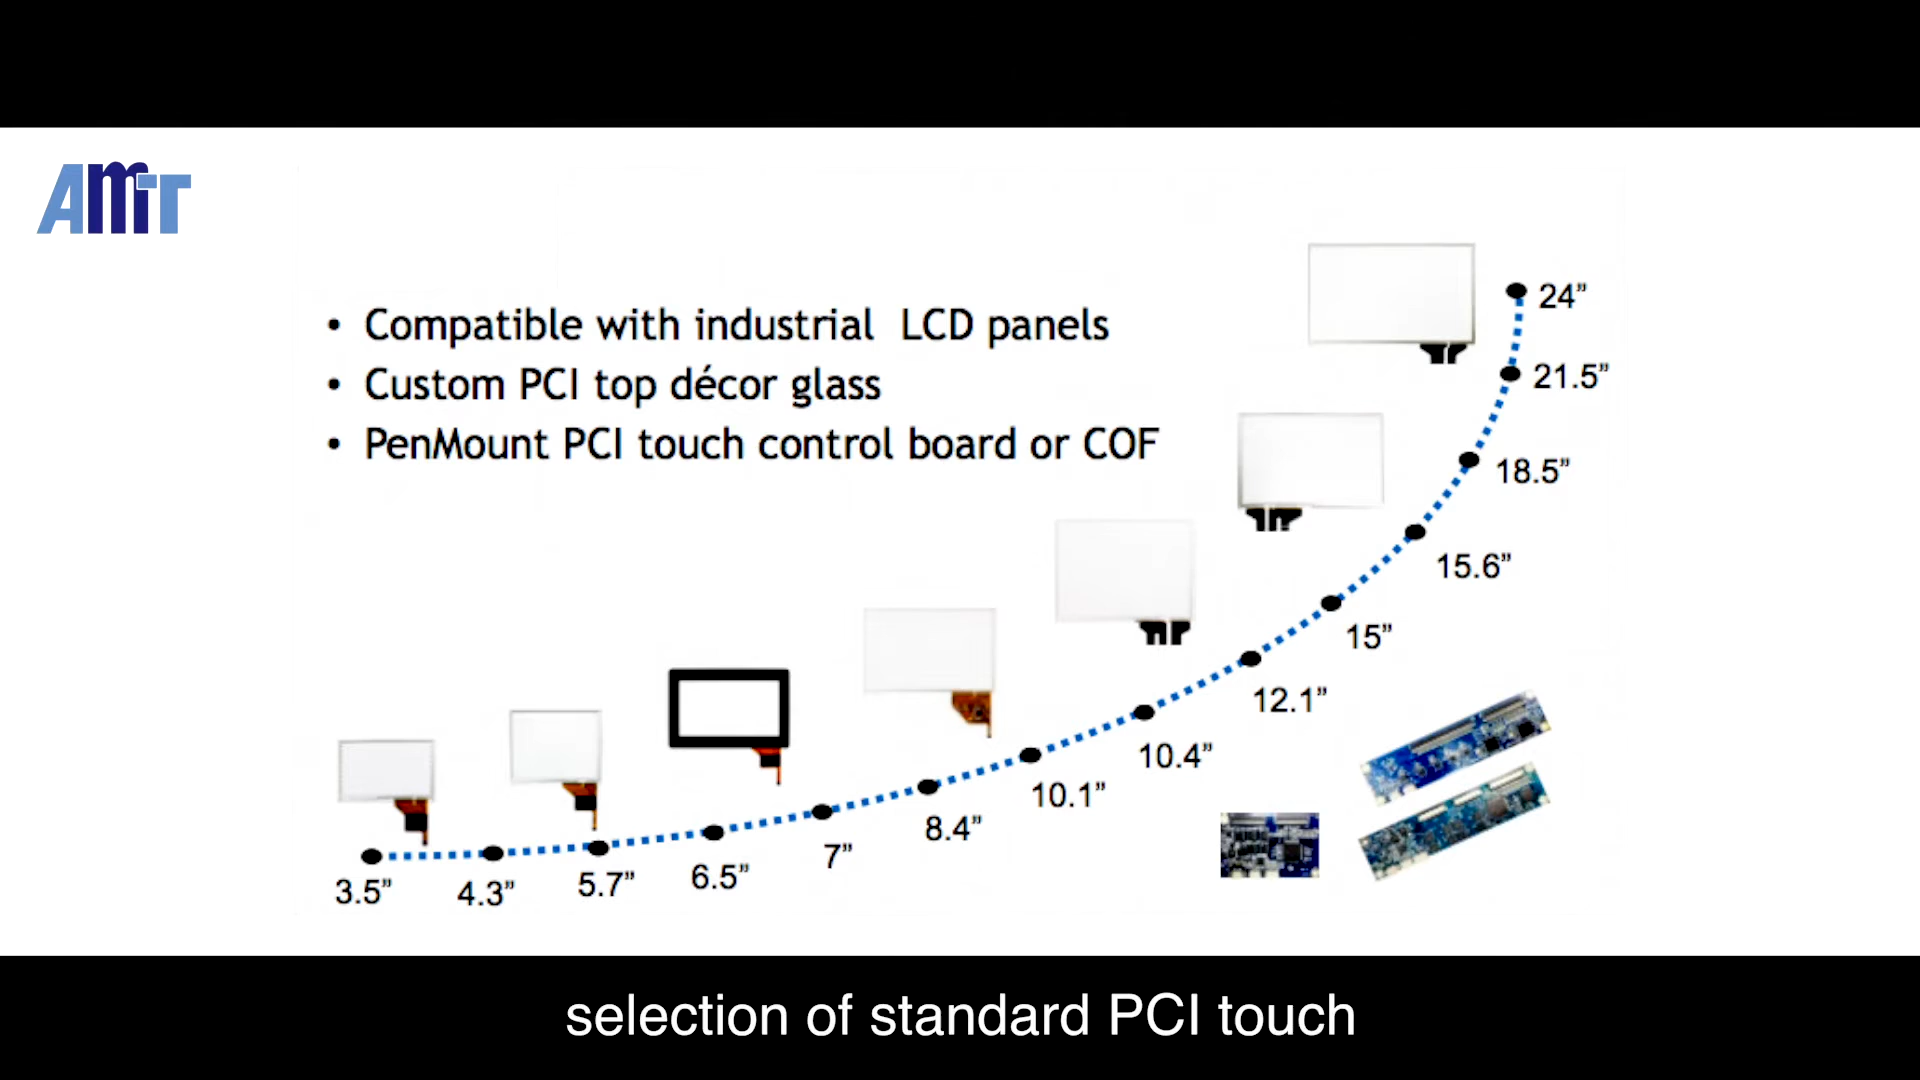 AMT
• Compatible with industrial LCD panels
• Custom PCI top décor glass
• PenMount PCI touch control board or COF
24”
21.5”
18.5”
15.6”
15”
12.1”
10.4”
10.1”
8.4”
7”
6.5”
5.7”
4.3”
3.5”
selection of standard PCI touch